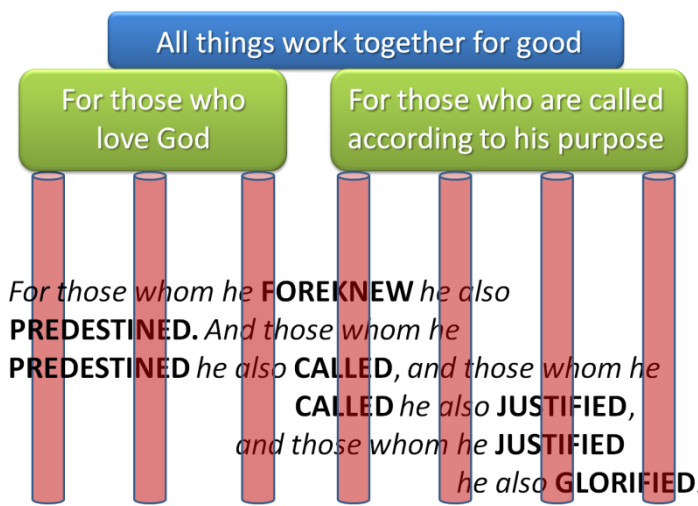 All things work together for good
For those who
love God
For those who are called
according to his purpose
For those whom he FOREKNEW he also
PREDESTINED. And those whom he
PREDESTINED he also CALLED, and those whom he
CALLED he also JUSTIFIED,
and those whom he JUSTIFIED
he also GLORIFIED.